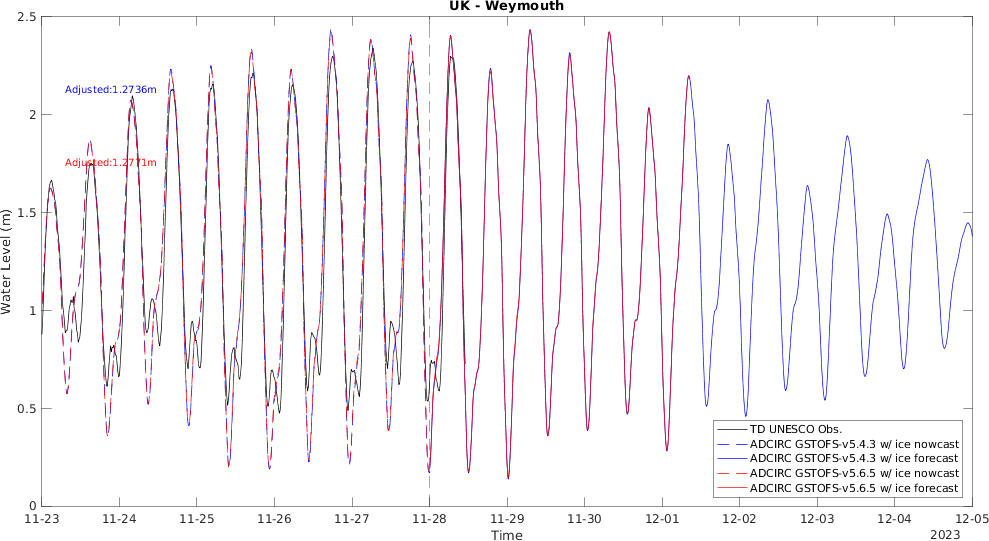 UK - Weymouth
2.5
2
1.5
1
0.5
0
Water Level (m)
Adjusted:1.2736m
Adjusted:1.2771m
TD UNESCO Obs.
ADCIRC GSTOFS-v5.4.3 w/ ice nowcast
ADCIRC GSTOFS-v5.4.3 w/ ice forecast
ADCIRC GSTOFS-v5.6.5 w/ ice nowcast
ADCIRC GSTOFS-v5.6.5 w/ ice forecast
11-23 11-24 11-25 11-26 11-27 11-28 11-29 11-30 12-01 12-02 12-03 12-04 12-05
Time
2023